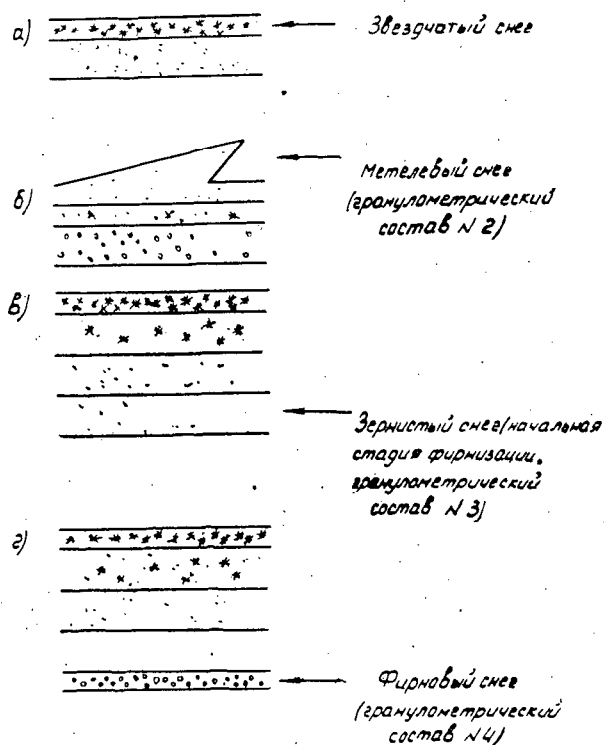 а)
Звездчатый снег
б)
Метелевый снег
(гранулометрический
состав N 2)
в)
Зернистый снег/начальная
стадия фирнизации,
гранулометрический
состав N 3)
г)
Фирновый снег
(гранулометрический
состав N4)